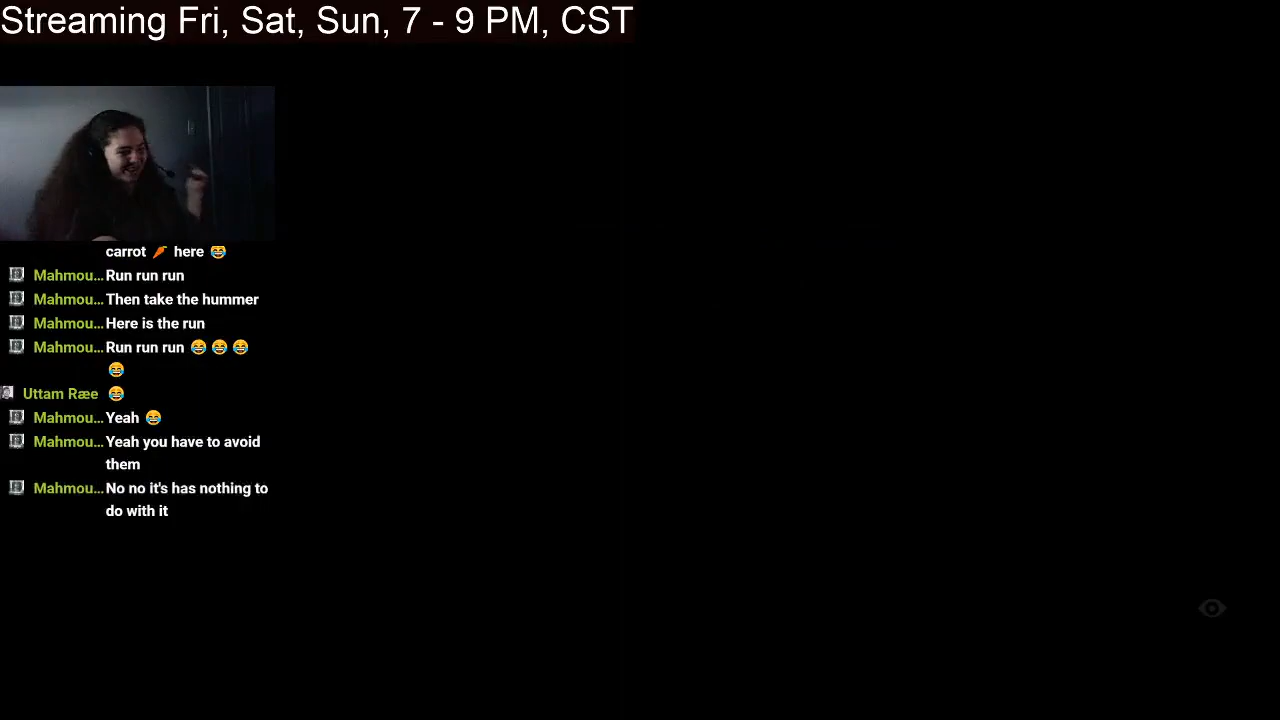 Streaming Fri, Sat, Sun, 7 - 9 PM, CST
carrot 🥕 here 😂
Mahmou... Run run run
Mahmou... Then take the hummer
Mahmou... Here is the run
Mahmou... Run run run 😂 😂 😂
😂
Uttam Ræe 😂
Mahmou... Yeah 😂
Mahmou... Yeah you have to avoid
them
Mahmou... No no it's has nothing to
do with it